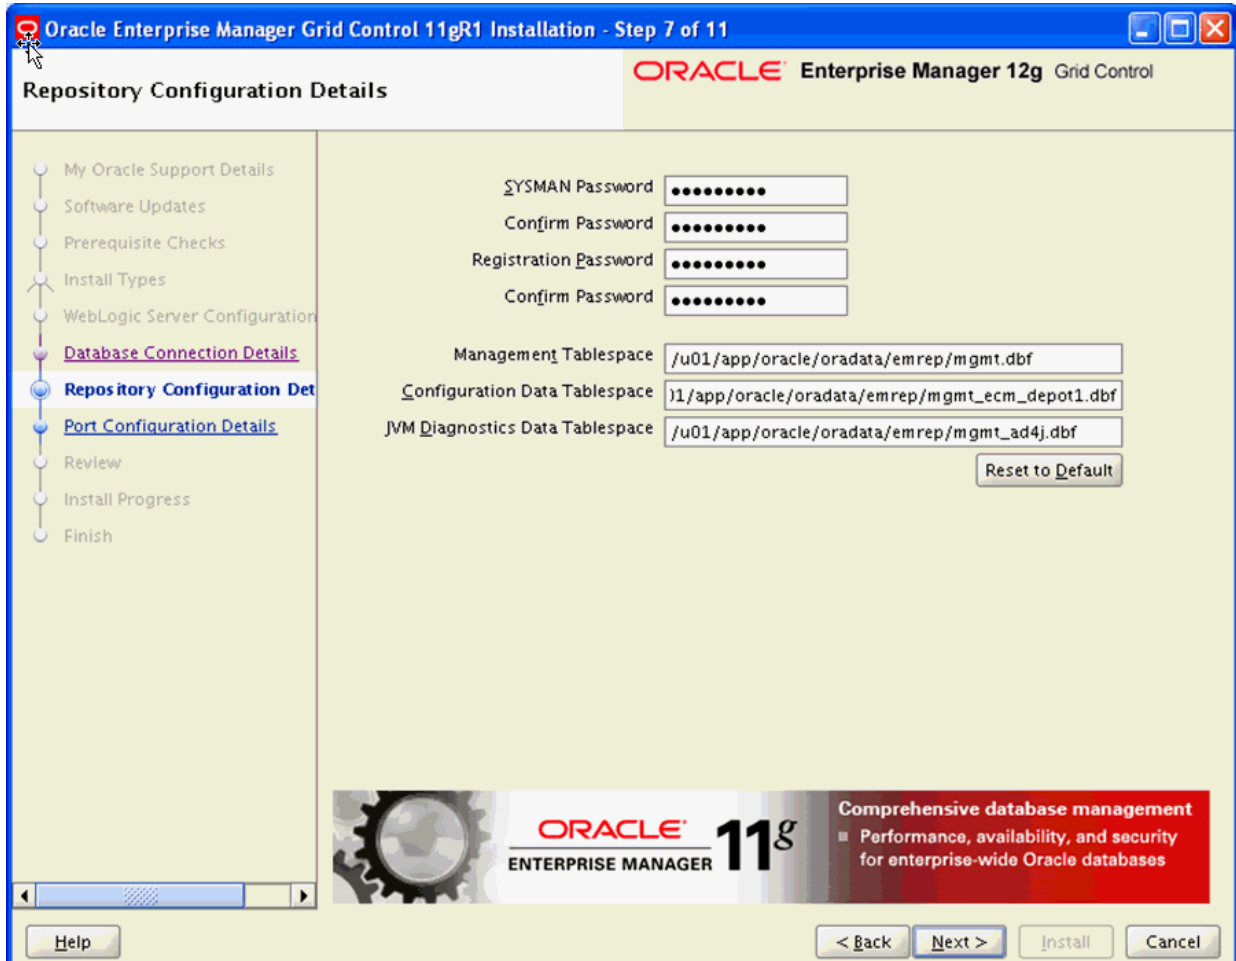 Oracle Enterprise Manager Grid Control 11gR1 Installation - Step 7 of 11
Repository Configuration Details
ORACLE Enterprise Manager 12g Grid Control
My Oracle Support Details
Software Updates
Prerequisite Checks
Install Types
WebLogic Server Configuration
Database Connection Details
Repository Configuration Det
Port Configuration Details
Review
Install Progress
Finish
SYSMAN Password •••••••••
Confirm Password •••••••••
Registration Password •••••••••
Confirm Password •••••••••
Management Tablespace /u01/app/oracle/oradata/emrep/mgmt.dbf
Configuration Data Tablespace 01/app/oracle/oradata/emrep/mgmt_ecm_depot1.dbf
JVM Diagnostics Data Tablespace /u01/app/oracle/oradata/emrep/mgmt_ad4j.dbf
Reset to Default
ORACLE
ENTERPRISE MANAGER 11g
Comprehensive database management
Performance, availability, and security
for enterprise-wide Oracle databases
Help
< Back
Next >
Install
Cancel